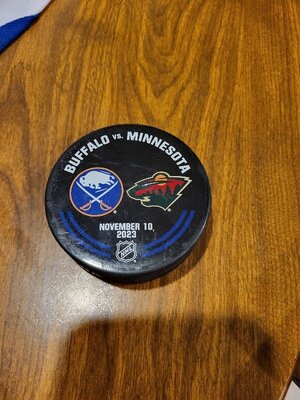 BUFFALO vs. MINNESOTA
NOVEMBER 10,
2023
NHL